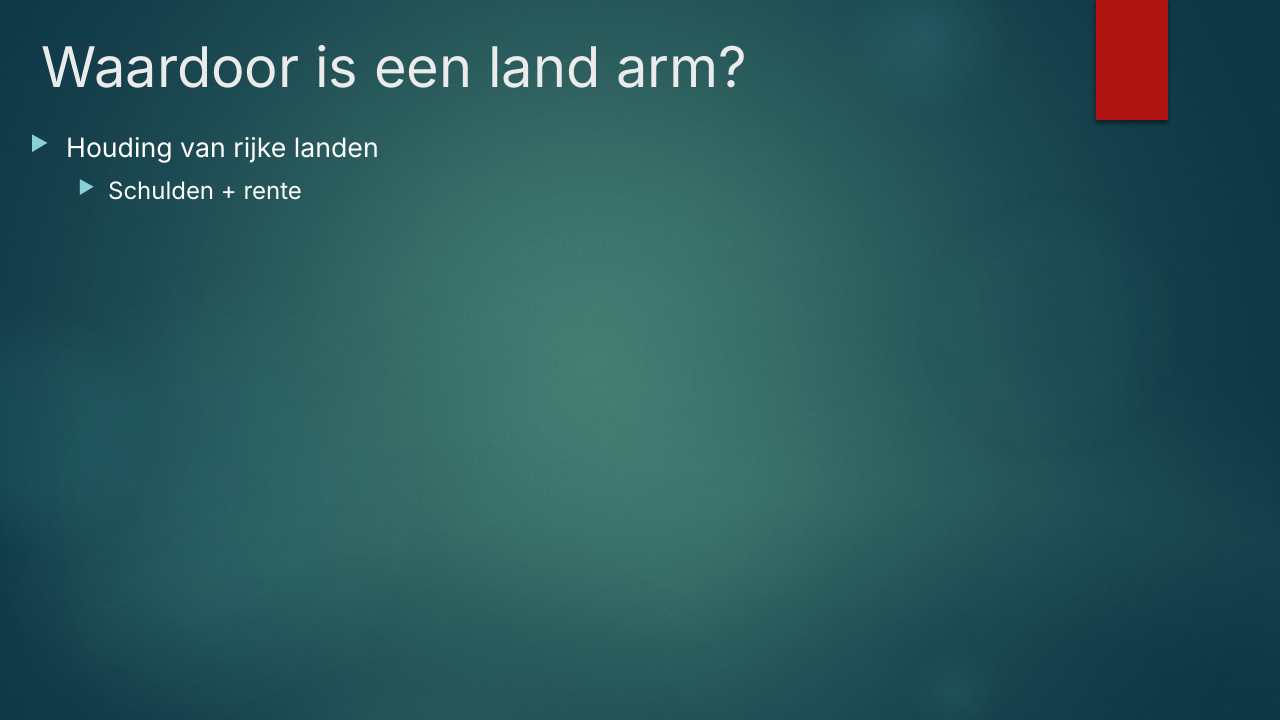 Waardoor is een land arm?
Houding van rijke landen
Schulden + rente